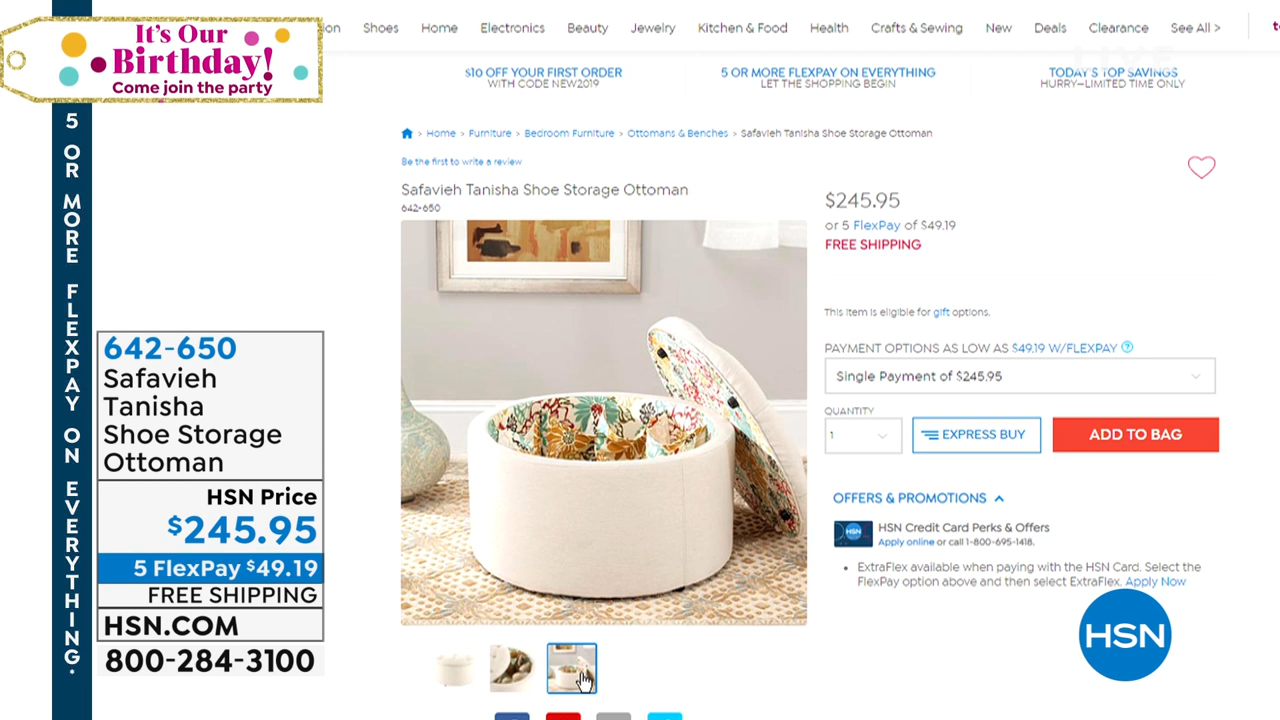 It's Our
Birthday!
Come join the party
5 OR MORE FLEXPAY ON EVERYTHING.
642-650
Safavieh
Tanisha
Shoe Storage
Ottoman
HSN Price
$245.95
5 FlexPay $49.19
FREE SHIPPING
HSN.COM
800-284-3100
Shoes Home Electronics Beauty Jewelry Kitchen & Food Health Crafts & Sewing New Deals Clearance See All >
LIVE
$10 OFF YOUR FIRST ORDER
WITH CODE NEW2019
5 OR MORE FLEXPAY ON EVERYTHING
LET THE SHOPPING BEGIN
TODAY'S TOP SAVINGS
HURRY—LIMITED TIME ONLY
> Home > Furniture > Bedroom Furniture > Ottomans & Benches > Safavieh Tanisha Shoe Storage Ottoman
Be the first to write a review
Safavieh Tanisha Shoe Storage Ottoman
642-650
$245.95
or 5 FlexPay of $49.19
FREE SHIPPING
This item is eligible for gift options.
PAYMENT OPTIONS AS LOW AS $49.19 W/FLEXPAY ?
Single Payment of $245.95
QUANTITY
1
EXPRESS BUY
ADD TO BAG
OFFERS & PROMOTIONS
HSN
HSN Credit Card Perks & Offers
Apply online or call 1-800-695-1418.
• ExtraFlex available when paying with the HSN Card. Select the
FlexPay option above and then select ExtraFlex. Apply Now
HSN